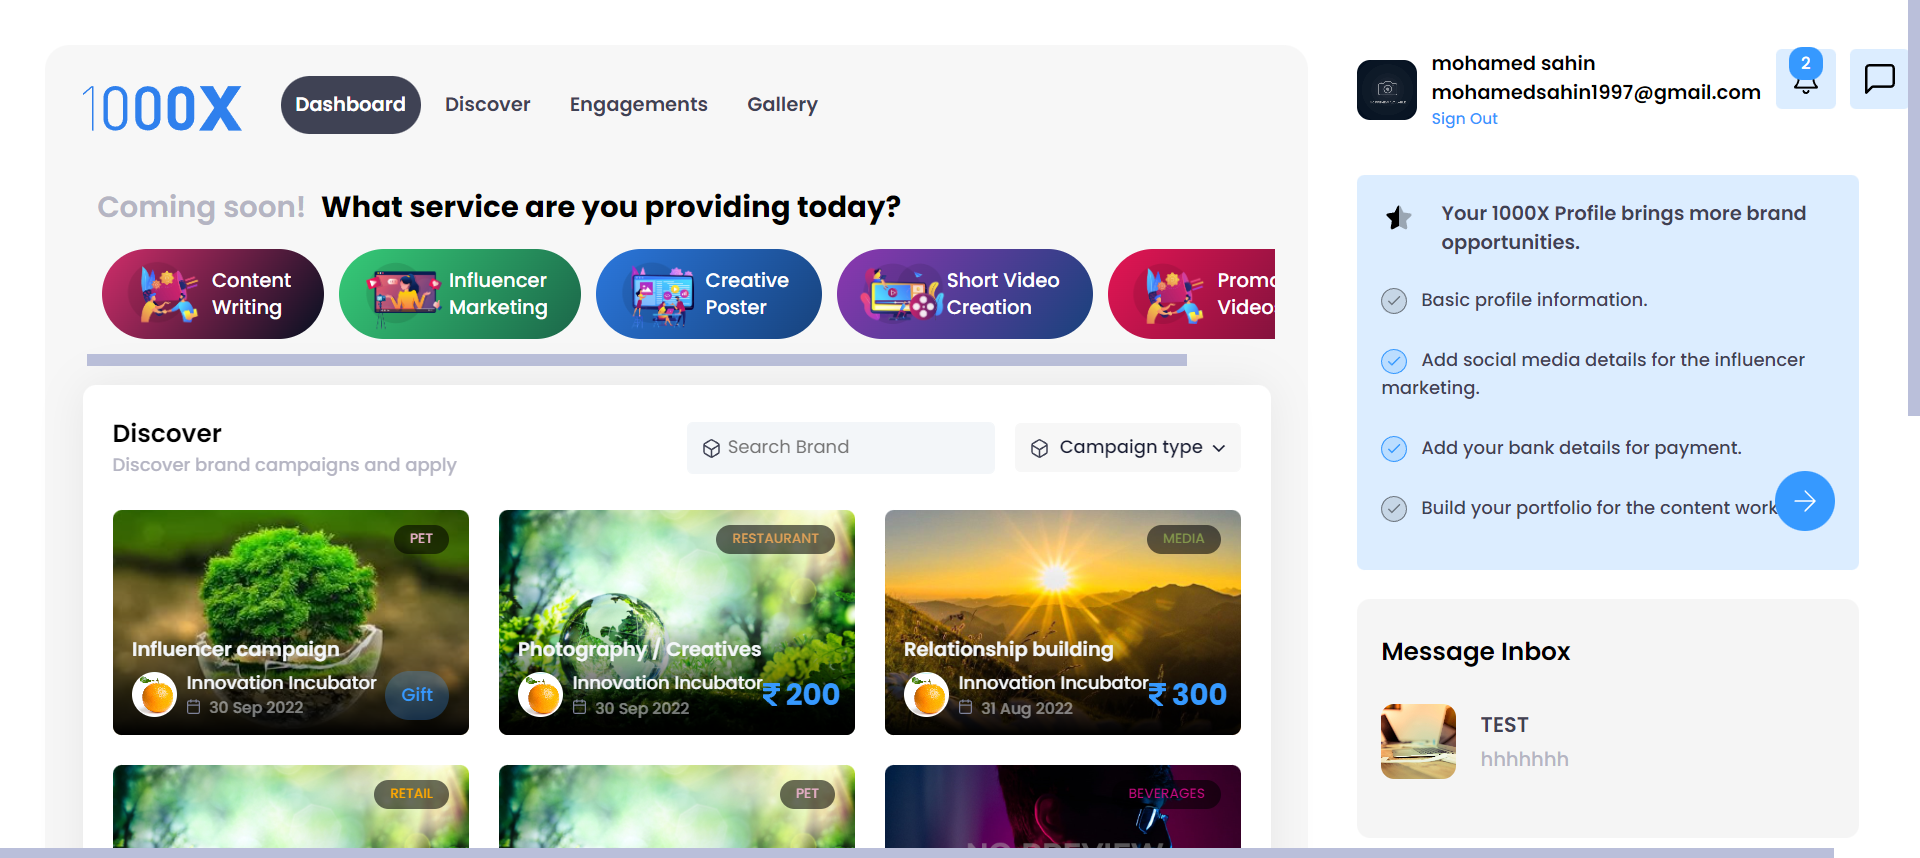 1000X
Dashboard
Discover
Engagements
Gallery
mohamed sahin
mohamedsahin1997@gmail.com
Sign Out
2
Coming soon! What service are you providing today?
Content
Writing
Influencer
Marketing
Creative
Poster
Short Video
Creation
Promo
Videos
Discover
Discover brand campaigns and apply
Search Brand
Campaign type
PET
Influencer campaign
Innovation Incubator
30 Sep 2022
Gift
RESTAURANT
Photography / Creatives
Innovation Incubator
30 Sep 2022
₹ 200
MEDIA
Relationship building
Innovation Incubator
31 Aug 2022
₹ 300
RETAIL
PET
BEVERAGES
NO PREVIEW
Your 1000X Profile brings more brand
opportunities.
Basic profile information.
Add social media details for the influencer
marketing.
Add your bank details for payment.
Build your portfolio for the content work
Message Inbox
TEST
hhhhhhh